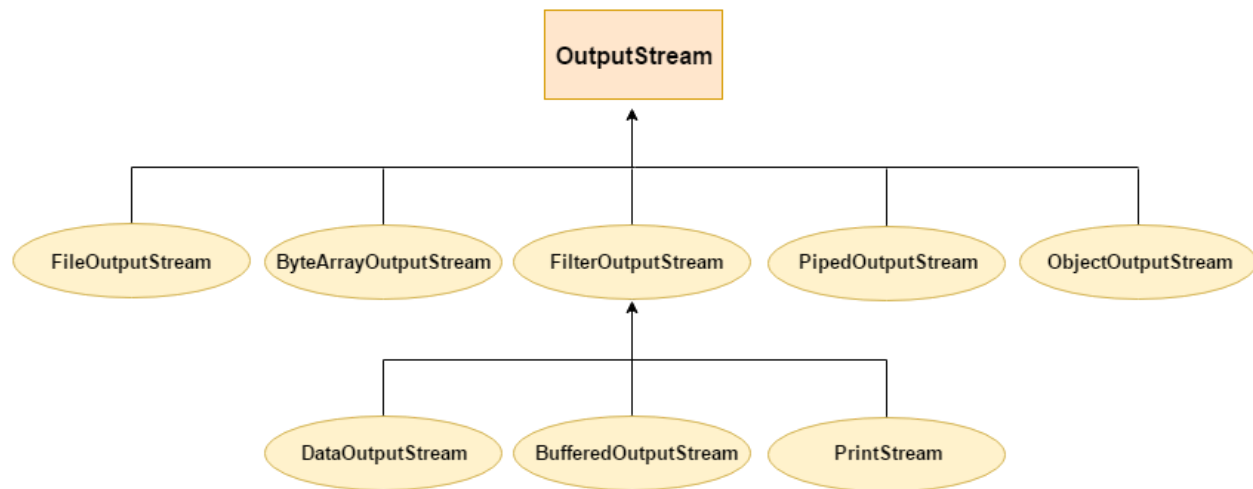 OutputStream
FileOutputStream
ByteArrayOutputStream
FilterOutputStream
PipedOutputStream
ObjectOutputStream
DataOutputStream
BufferedOutputStream
PrintStream